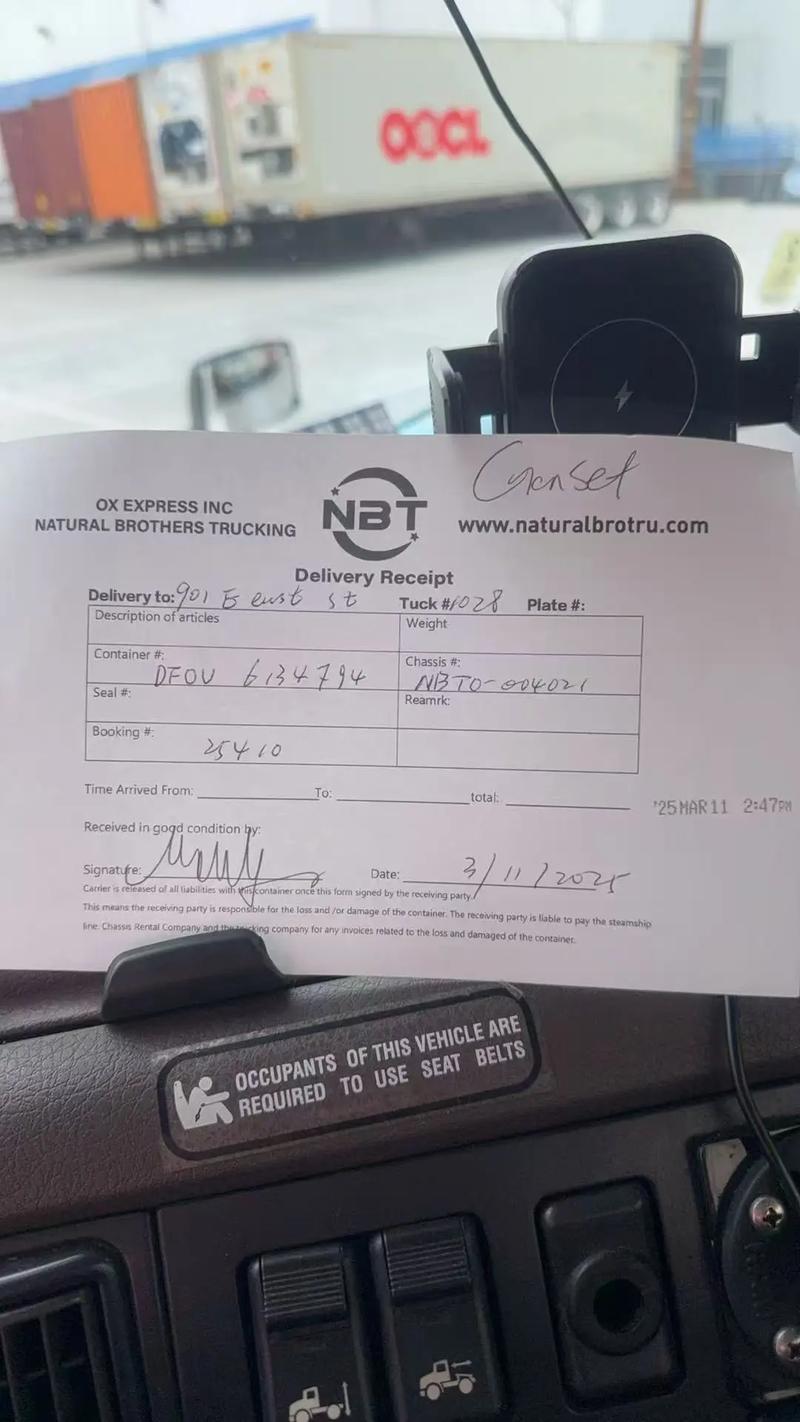 OOCL
Genset
OX EXPRESS INC
NATURAL BROTHERS TRUCKING
NBT
www.naturalbrotru.com
Delivery Receipt
Delivery to: 901 E east st Tuck # 1028 Plate #:
Description of articles
Weight
Container #: DFOU 6134794
Chassis #: NBTO-004021
Seal #:
Reamrk:
Booking #: 25410
Time Arrived From: To: total:
'25 MAR 11 2:47PM
Received in good condition by:
Signature: Date: 3/11/2025
Carrier is released of all liabilities with this container once this form signed by the receiving party.
This means the receiving party is responsible for the loss and /or damage of the container. The receiving party is liable to pay the steamship
line. Chassis Rental Company and the trucking company for any invoices related to the loss and damaged of the container.
OCCUPANTS OF THIS VEHICLE ARE
REQUIRED TO USE SEAT BELTS